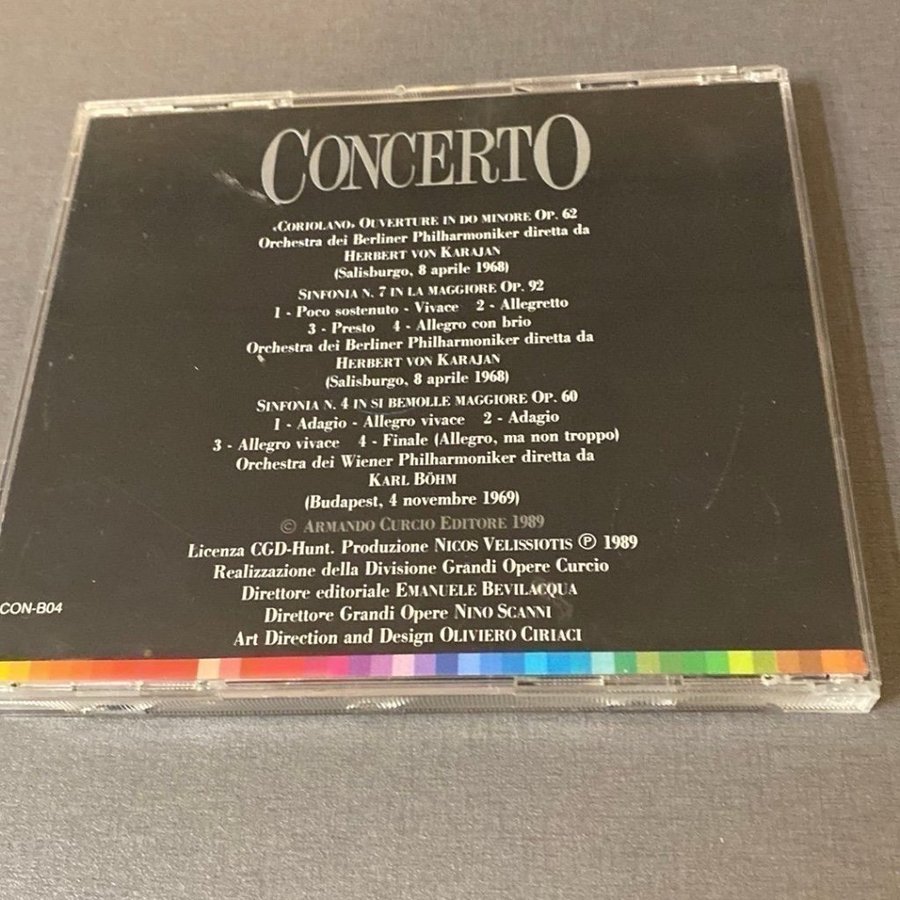 CONCERTO
«CORIOLANO» OUVERTURE IN DO MINORE OP. 62
Orchestra dei Berliner Philharmoniker diretta da
HERBERT VON KARAJAN
(Salisburgo, 8 aprile 1968)
SINFONIA N. 7 IN LA MAGGIORE OP. 92
1 - Poco sostenuto - Vivace 2 - Allegretto
3 - Presto 4 - Allegro con brio
Orchestra dei Berliner Philharmoniker diretta da
HERBERT VON KARAJAN
(Salisburgo, 8 aprile 1968)
SINFONIA N. 4 IN SI BEMOLLE MAGGIORE OP. 60
1 - Adagio - Allegro vivace 2 - Adagio
3 - Allegro vivace 4 - Finale (Allegro, ma non troppo)
Orchestra dei Wiener Philharmoniker diretta da
KARL BÖHM
(Budapest, 4 novembre 1969)
© ARMANDO CURCIO EDITORE 1989
Licenza CGD-Hunt. Produzione NICOS VELISSIOTIS ℗ 1989
Realizzazione della Divisione Grandi Opere Curcio
Direttore editoriale EMANUELE BEVILACQUA
CON-B04
Direttore Grandi Opere NINO SCANNI
Art Direction and Design OLIVIERO CIRIACI